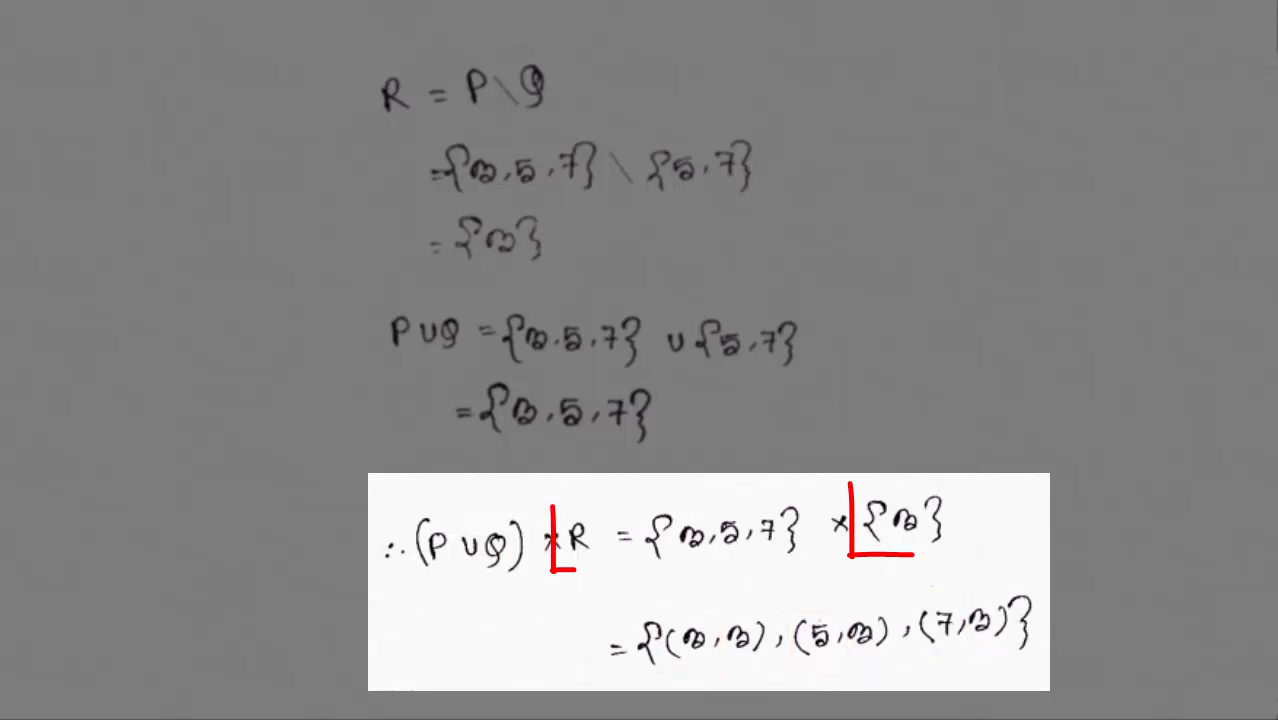 R = P \ Q
= {3, 5, 7} \ {5, 7}
= {3}
P ∪ Q = {3, 5, 7} ∪ {5, 7}
= {3, 5, 7}
∴ (P ∪ Q) × R = {3, 5, 7} × {3}
= {(3, 3), (5, 3), (7, 3)}